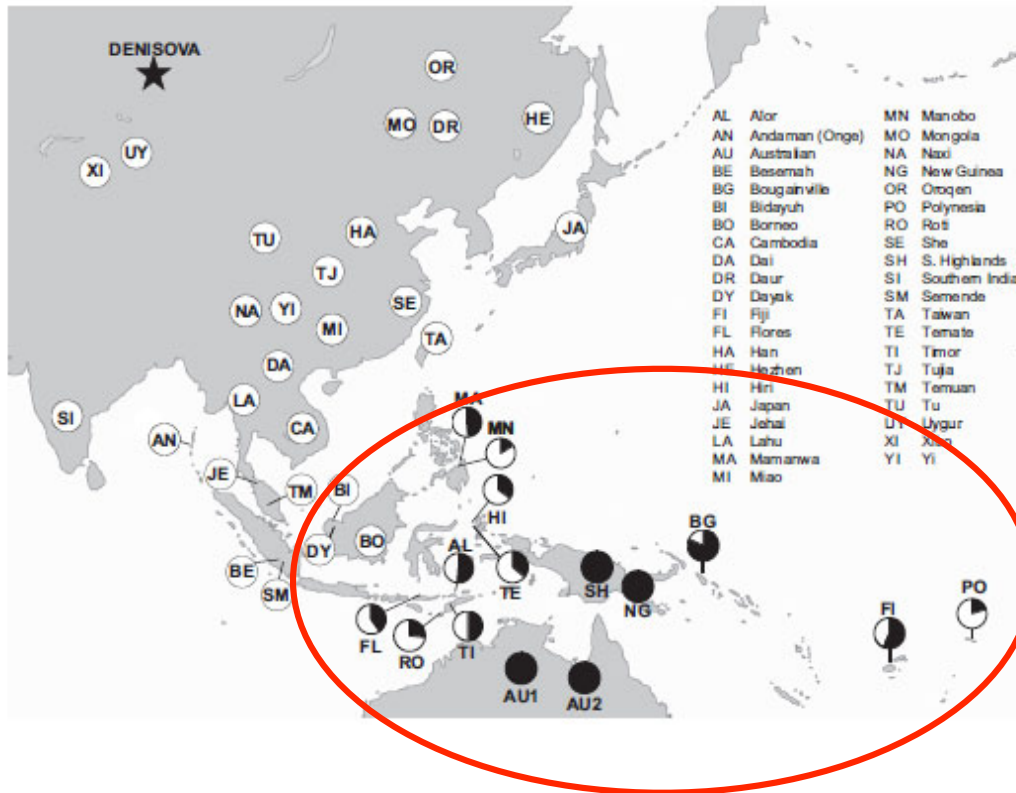 DENISOVA
OR
MO
DR
HE
UY
XI
TU
HA
JA
TJ
NA
YI
SE
MI
TA
DA
LA
SI
CA
AN
JE
TM
BI
DY
BO
BE
SM
MA
MN
HI
AL
TE
FL
RO
TI
SH
NG
BG
AU1
AU2
FI
PO
AL Alor
AN Andaman (Onge)
AU Australian
BE Besemah
BG Bougainville
BI Bidayuh
BO Borneo
CA Cambodia
DA Dai
DR Daur
DY Dayak
FI Fiji
FL Flores
HA Han
HE Hezhen
HI Hiri
JA Japan
JE Jehai
LA Lahu
MA Mamanwa
MI Miao
MN Manobo
MO Mongola
NA Naxi
NG New Guinea
OR Oroqen
PO Polynesia
RO Roti
SE She
SH S. Highlands
SI Southern India
SM Semende
TA Taiwan
TE Ternate
TI Timor
TJ Tujia
TM Temuan
TU Tu
UY Uygur
XI
YI Yi